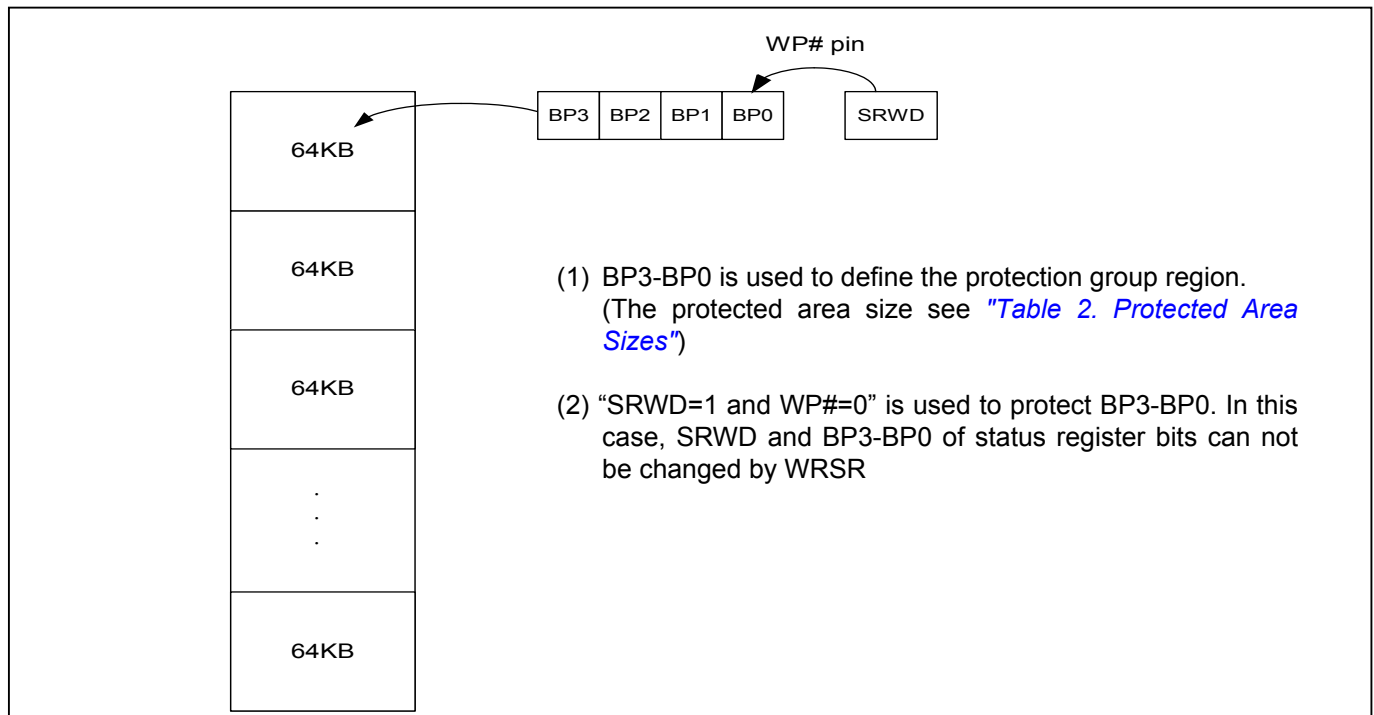 WP# pin
BP3 BP2 BP1 BP0 SRWD
64KB
64KB
64KB
.
.
.
64KB
(1) BP3-BP0 is used to define the protection group region.
(The protected area size see "Table 2. Protected Area
Sizes")
(2) “SRWD=1 and WP#=0” is used to protect BP3-BP0. In this
case, SRWD and BP3-BP0 of status register bits can not
be changed by WRSR